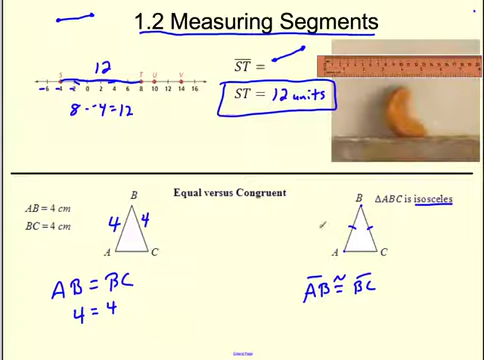 1.2 Measuring Segments
12
S T U V
-6 -4 -2 0 2 4 6 8 10 12 14 16
8 - -4 = 12
ST =
ST = 12 units
Equal versus Congruent
AB = 4 cm
BC = 4 cm
B
4 4
A C
AB = BC
4 = 4
B
ΔABC is isosceles
A C
AB ≅ BC